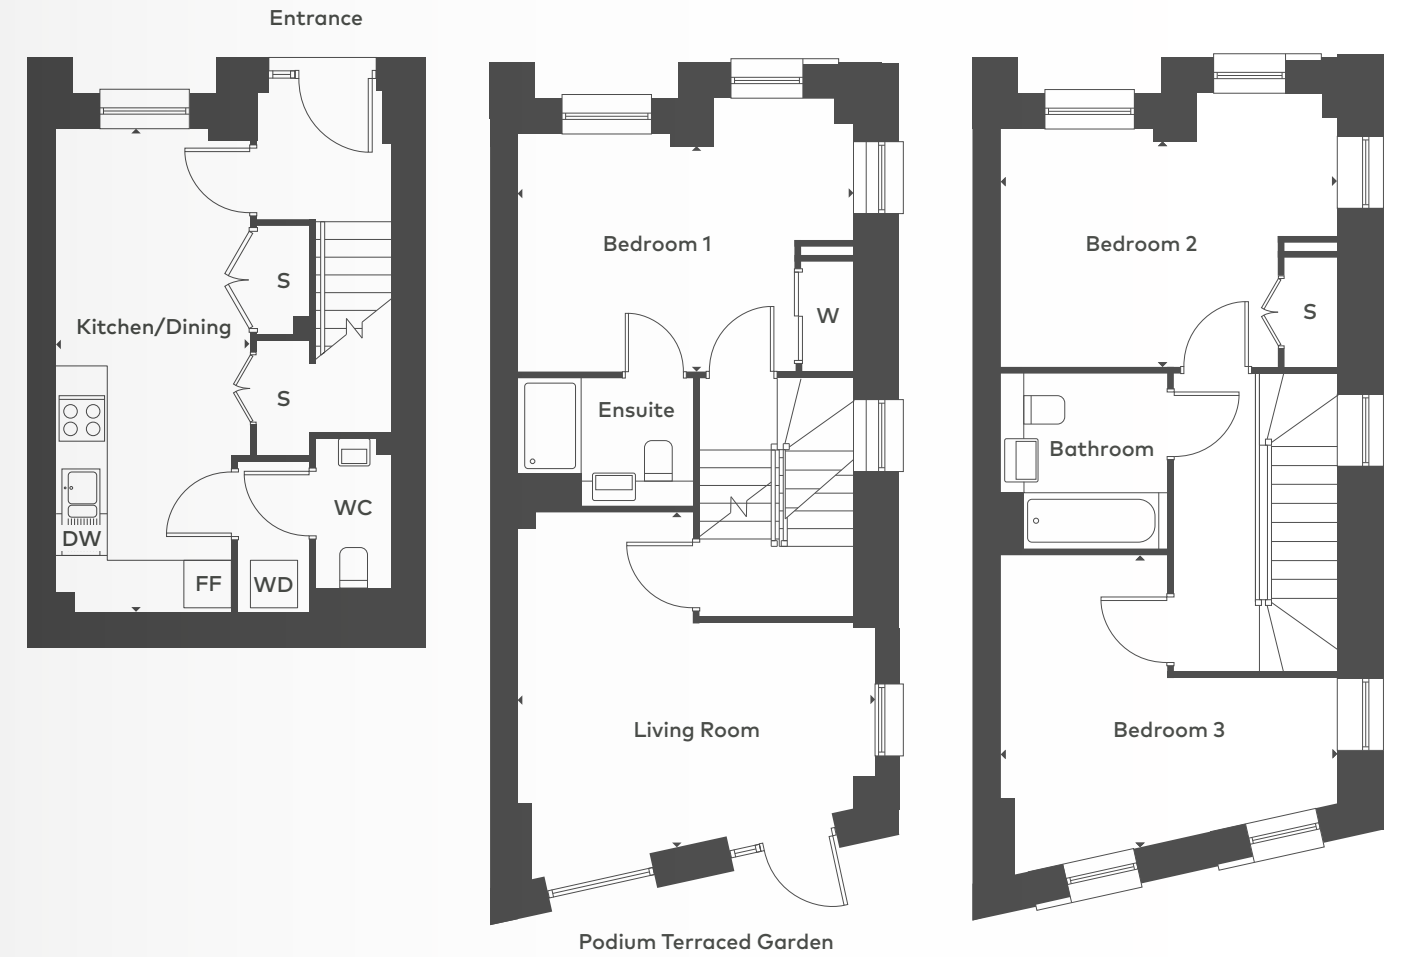 Entrance
Kitchen/Dining
S
S
WC
DW
FF
WD
Bedroom 1
W
Ensuite
Living Room
Podium Terraced Garden
Bedroom 2
S
Bathroom
Bedroom 3